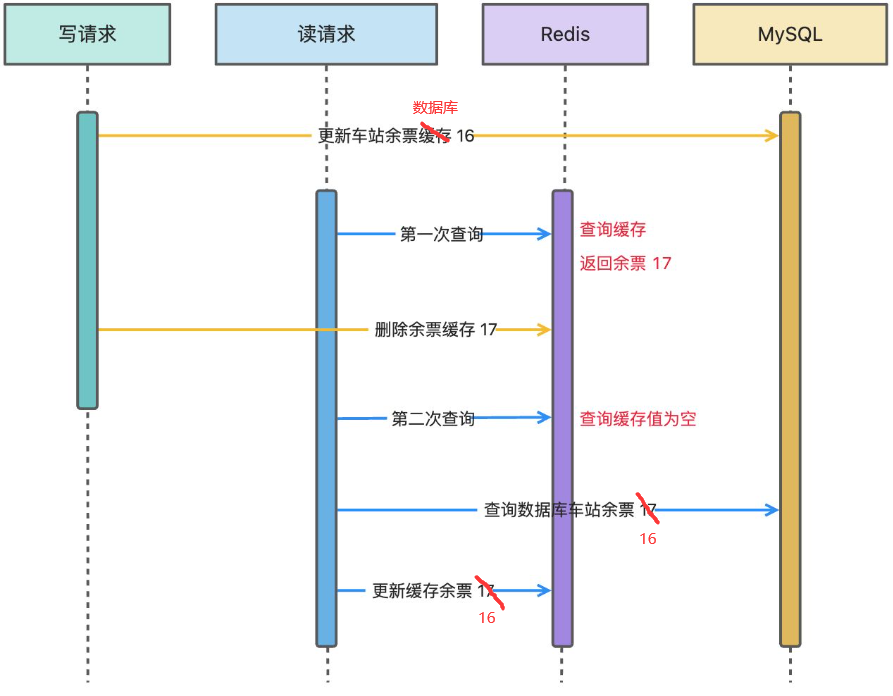 写请求
读请求
Redis
MySQL
数据库
更新车站余票缓存 16
第一次查询
查询缓存
返回余票 17
删除余票缓存 17
第二次查询
查询缓存值为空
查询数据库车站余票 17
16
更新缓存余票 17
16